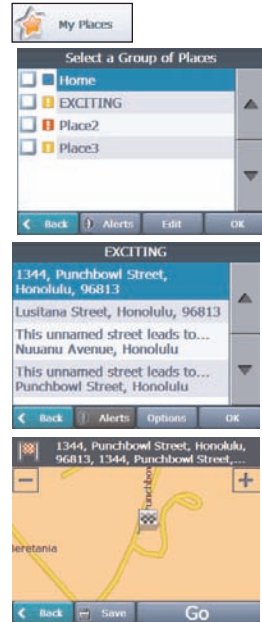 My Places
Select a Group of Places
Home
EXCITING
Place2
Place3
Back Alerts Edit OK
EXCITING
1344, Punchbowl Street,
Honolulu, 96813
Lusitana Street, Honolulu, 96813
This unnamed street leads to...
Nuuanu Avenue, Honolulu
This unnamed street leads to...
Punchbowl Street, Honolulu
Back Alerts Options OK
1344, Punchbowl Street, Honolulu,
96813, 1344, Punchbowl Street,...
Punchbow
eretania
Back Save Go